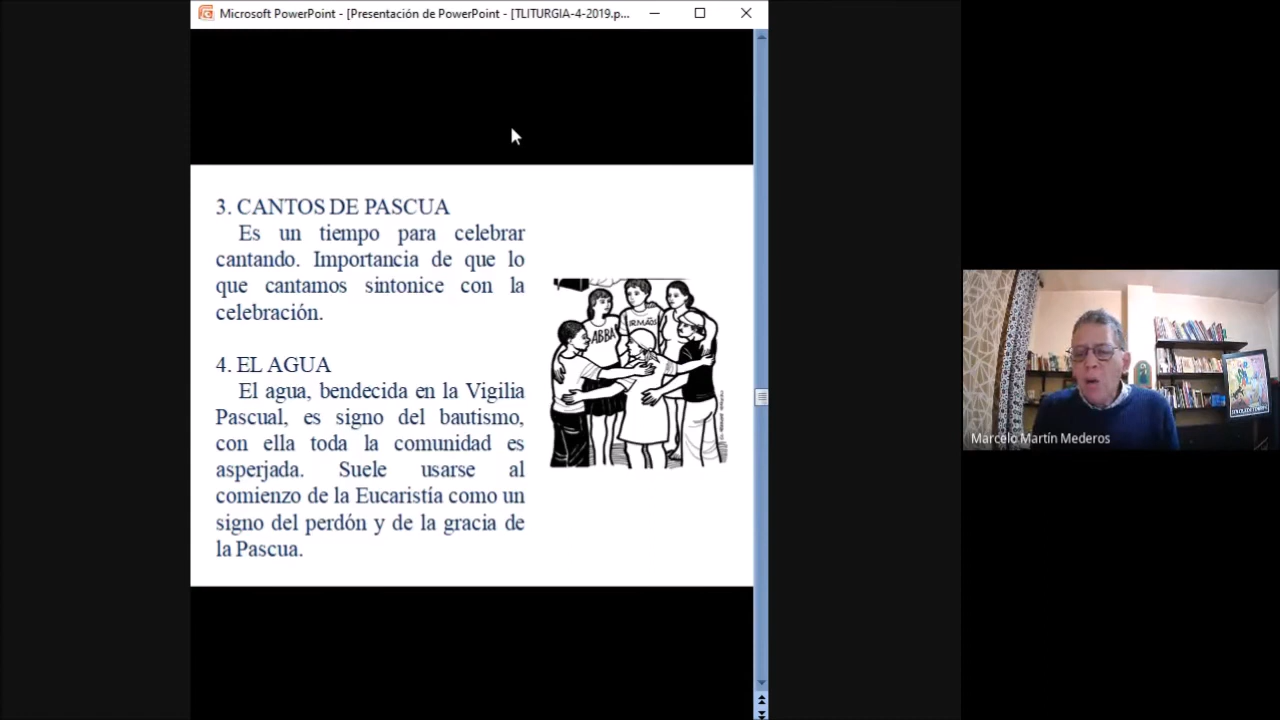 Microsoft PowerPoint - [Presentación de PowerPoint - [TLITURGIA-4-2019.p...
3. CANTOS DE PASCUA
Es un tiempo para celebrar
cantando. Importancia de que lo
que cantamos sintonice con la
celebración.
4. EL AGUA
El agua, bendecida en la Vigilia
Pascual, es signo del bautismo,
con ella toda la comunidad es
asperjada. Suele usarse al
comienzo de la Eucaristía como un
signo del perdón y de la gracia de
la Pascua.
ABBA
IRMÃOS
Marcelo Martín Mederos